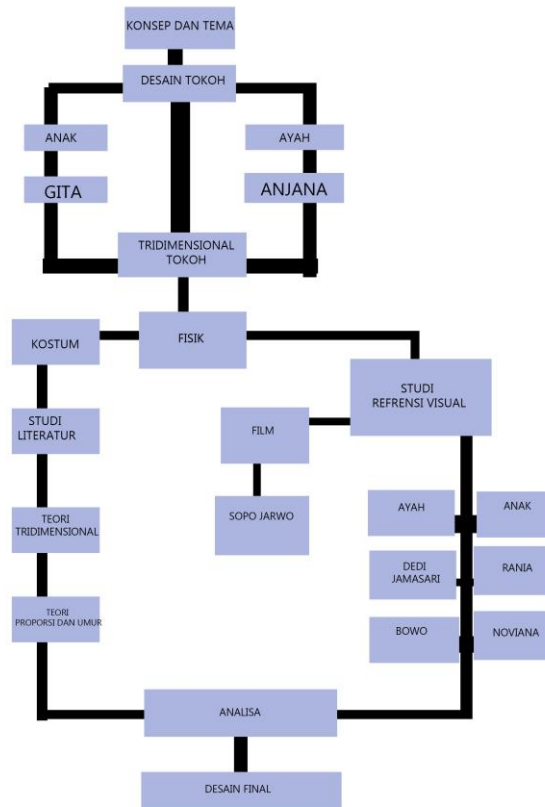 KONSEP DAN TEMA
DESAIN TOKOH
ANAK
AYAH
GITA
ANJANA
TRIDIMENSIONAL
TOKOH
FISIK
KOSTUM
STUDI
REFRENSI VISUAL
STUDI
LITERATUR
FILM
SOPO JARWO
TEORI
TRIDIMENSIONAL
AYAH
ANAK
DEDI
JAMASARI
RANIA
TEORI
PROPORSI DAN UMUR
BOWO
NOVIANA
ANALISA
DESAIN FINAL